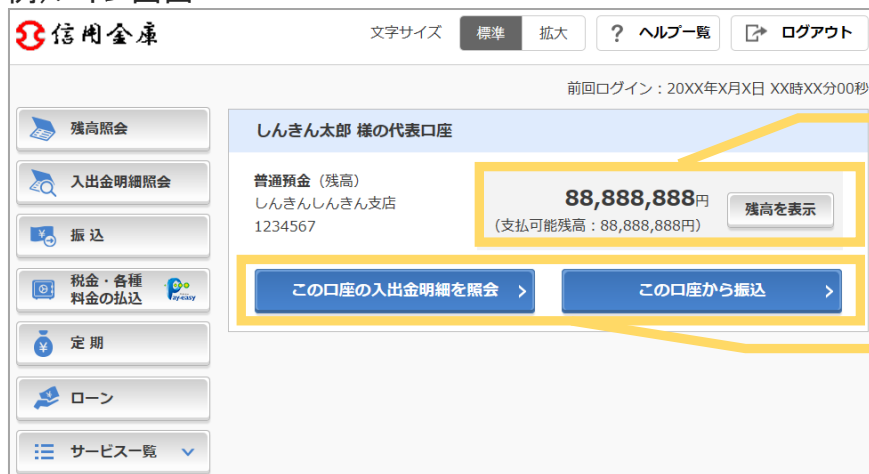 信用金庫
文字サイズ 標準 拡大 ? ヘルプ一覧 ログアウト
前回ログイン：20XX年X月X日 XX時XX分00秒
残高照会
入出金明細照会
振込
税金・各種
料金の払込 Pay-easy
定期
ローン
サービス一覧
しんきん太郎 様の代表口座
普通預金（残高）
しんきんしんきん支店
1234567
88,888,888円
（支払可能残高：88,888,888円）
残高を表示
この口座の入出金明細を照会
この口座から振込